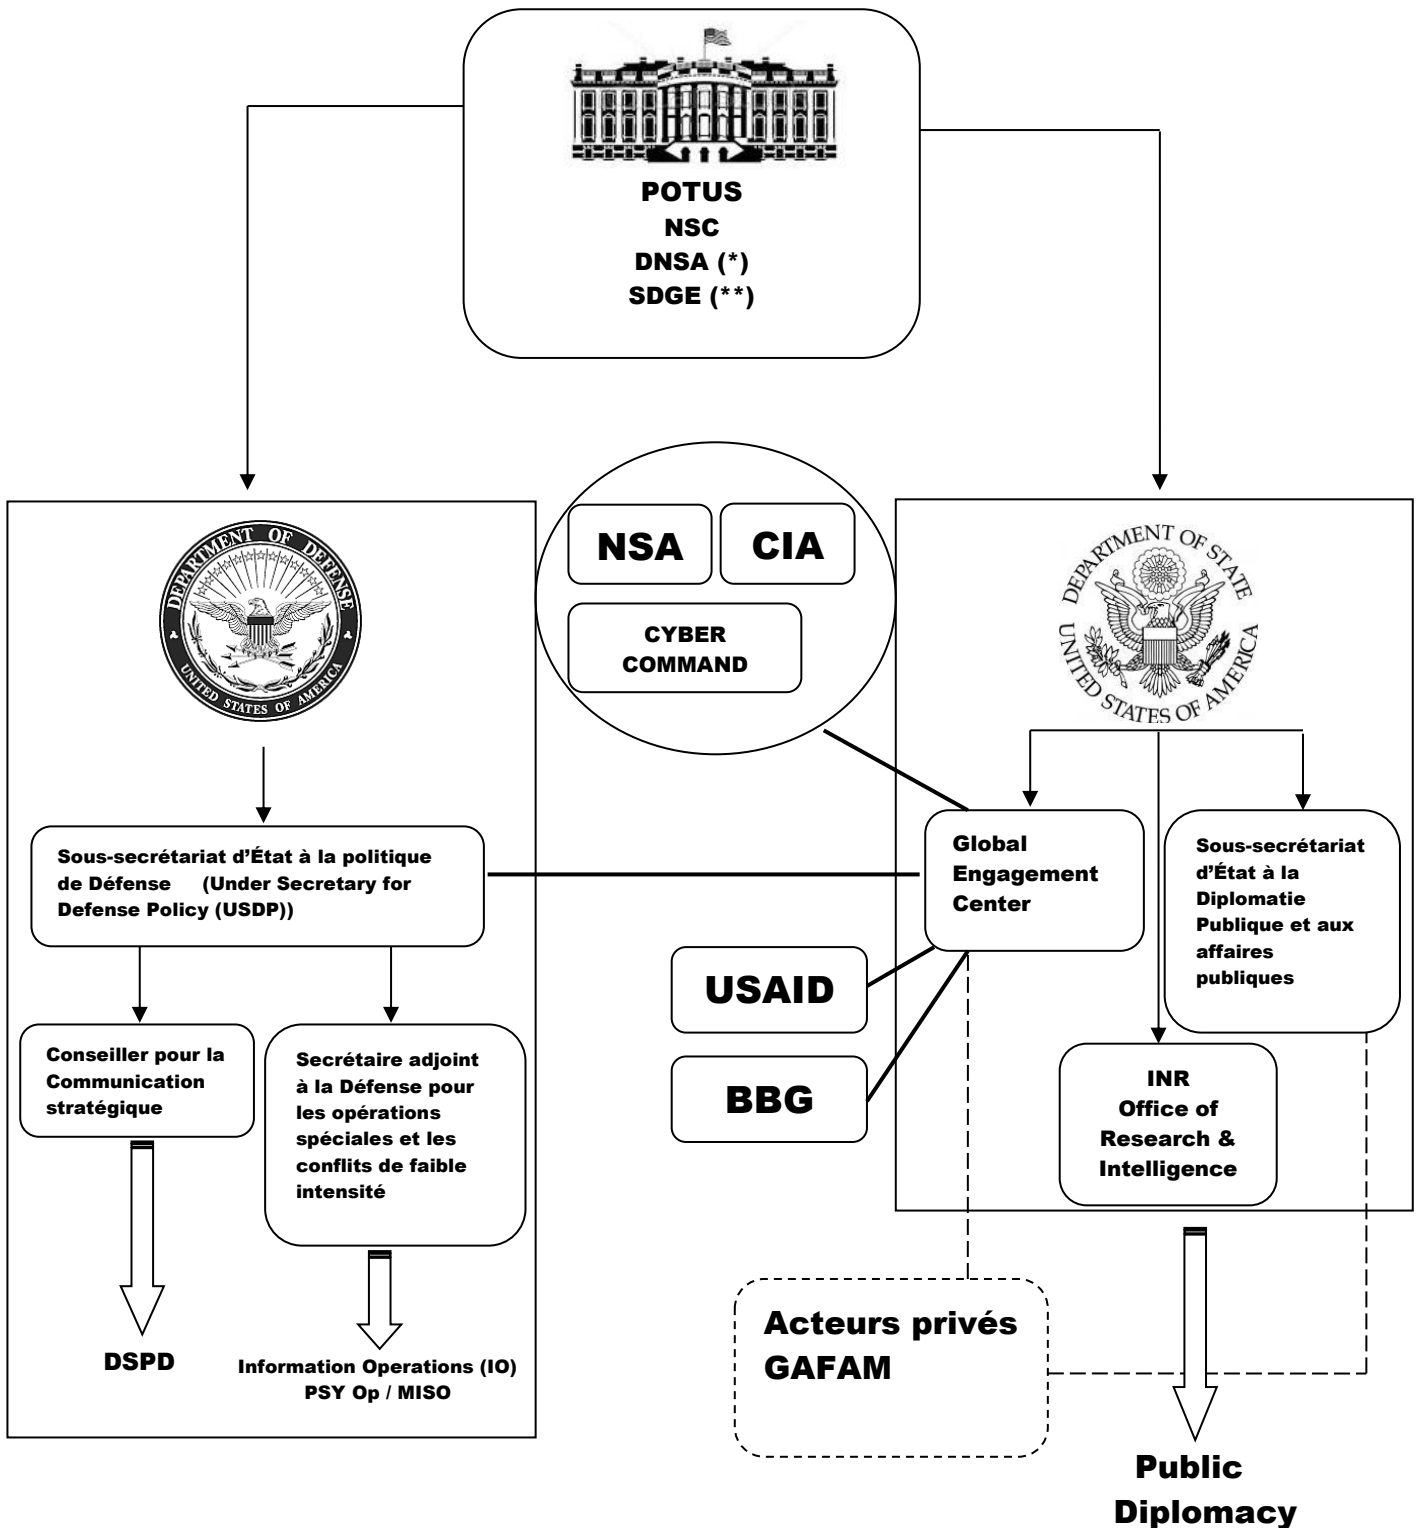 POTUS
NSC
DNSA (*)
SDGE (**)
NSA
CIA
CYBER
COMMAND
DEPARTMENT OF DEFENSE
UNITED STATES OF AMERICA
DEPARTMENT OF STATE
UNITED STATES OF AMERICA
Sous-secrétariat d’État à la politique
de Défense (Under Secretary for
Defense Policy (USDP))
Global
Engagement
Center
Sous-secrétariat
d’État à la
Diplomatie
Publique et aux
affaires
publiques
USAID
BBG
Conseiller pour la
Communication
stratégique
Secrétaire adjoint
à la Défense pour
les opérations
spéciales et les
conflits de faible
intensité
INR
Office of
Research &
Intelligence
DSPD
Information Operations (IO)
PSY Op / MISO
Acteurs privés
GAFAM
Public
Diplomacy